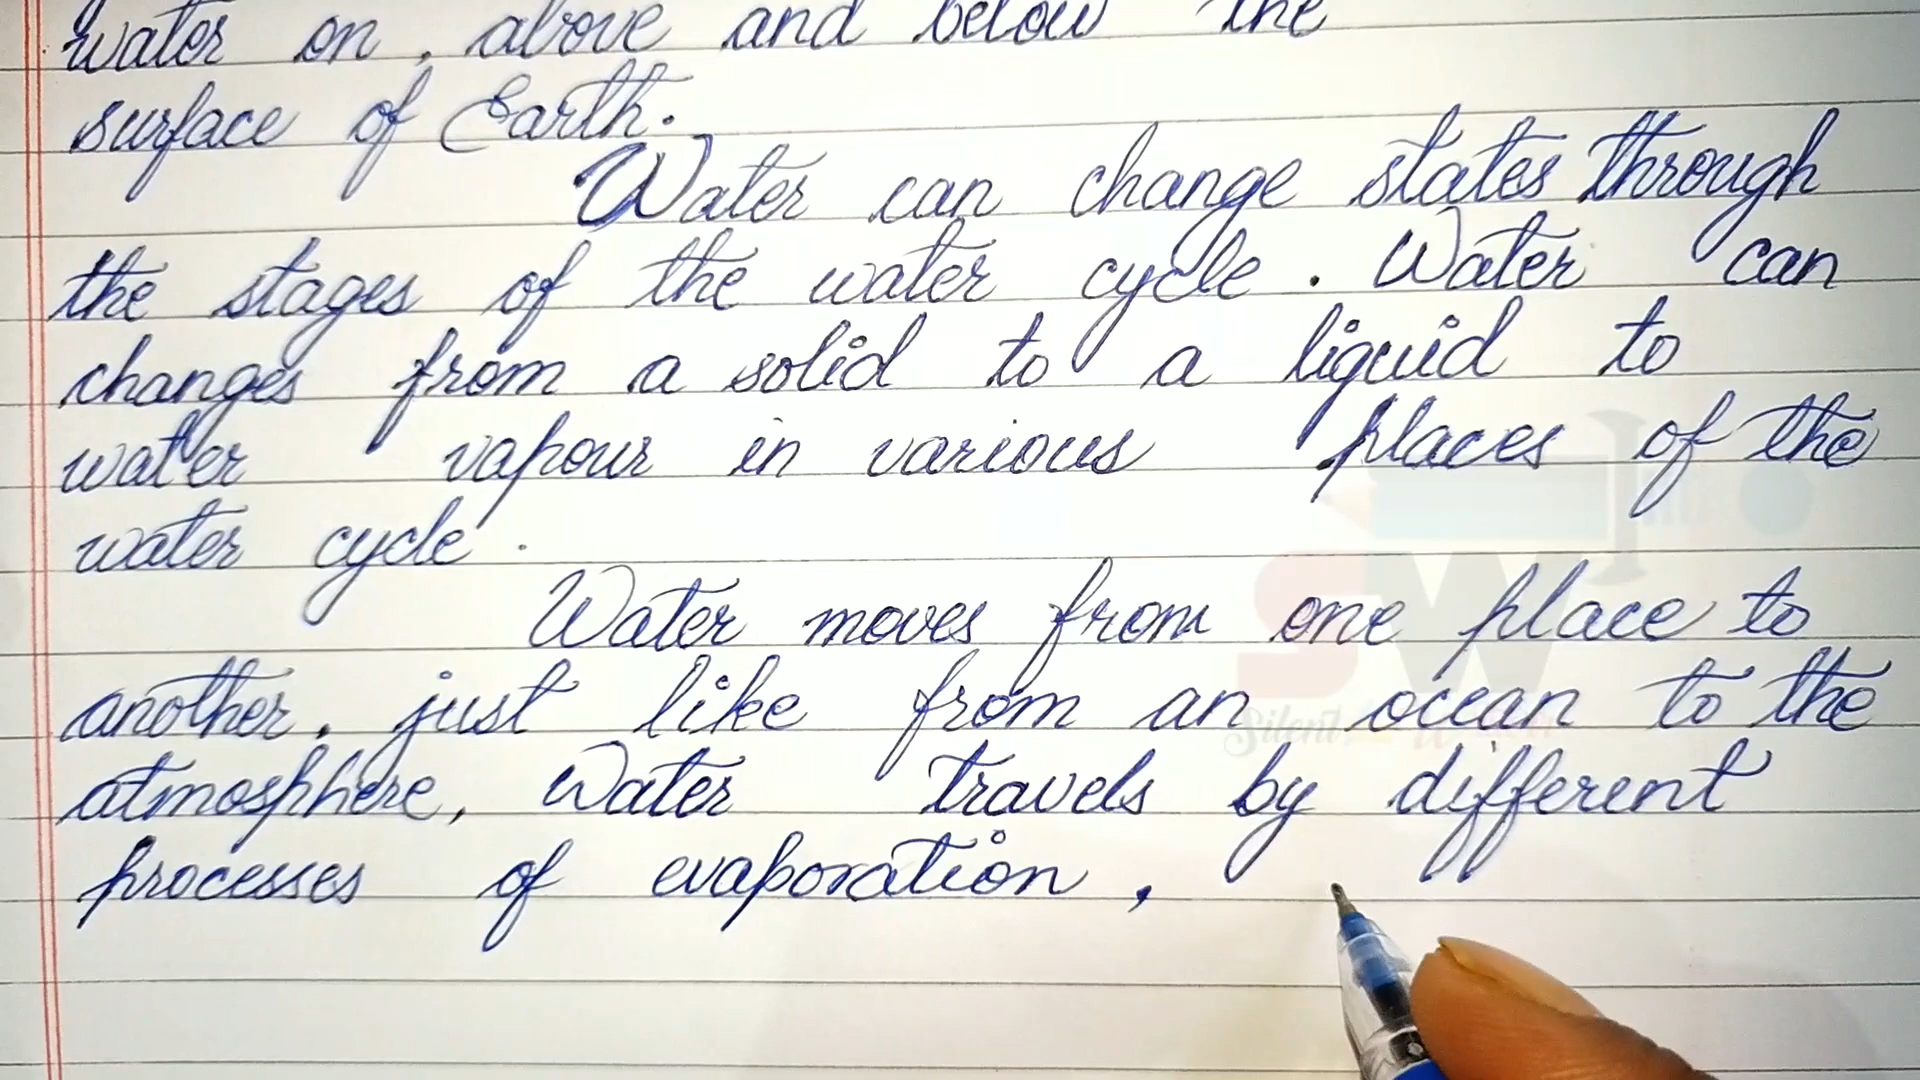 water on, above and below the
surface of Earth.
Water can change states through
the stages of the water cycle. Water can
changes from a solid to a liquid to
water vapour in various places of the
water cycle.
Water moves from one place to
another, just like from an ocean to the
atmosphere, Water travels by different
processes of evaporation,
SW
Silent